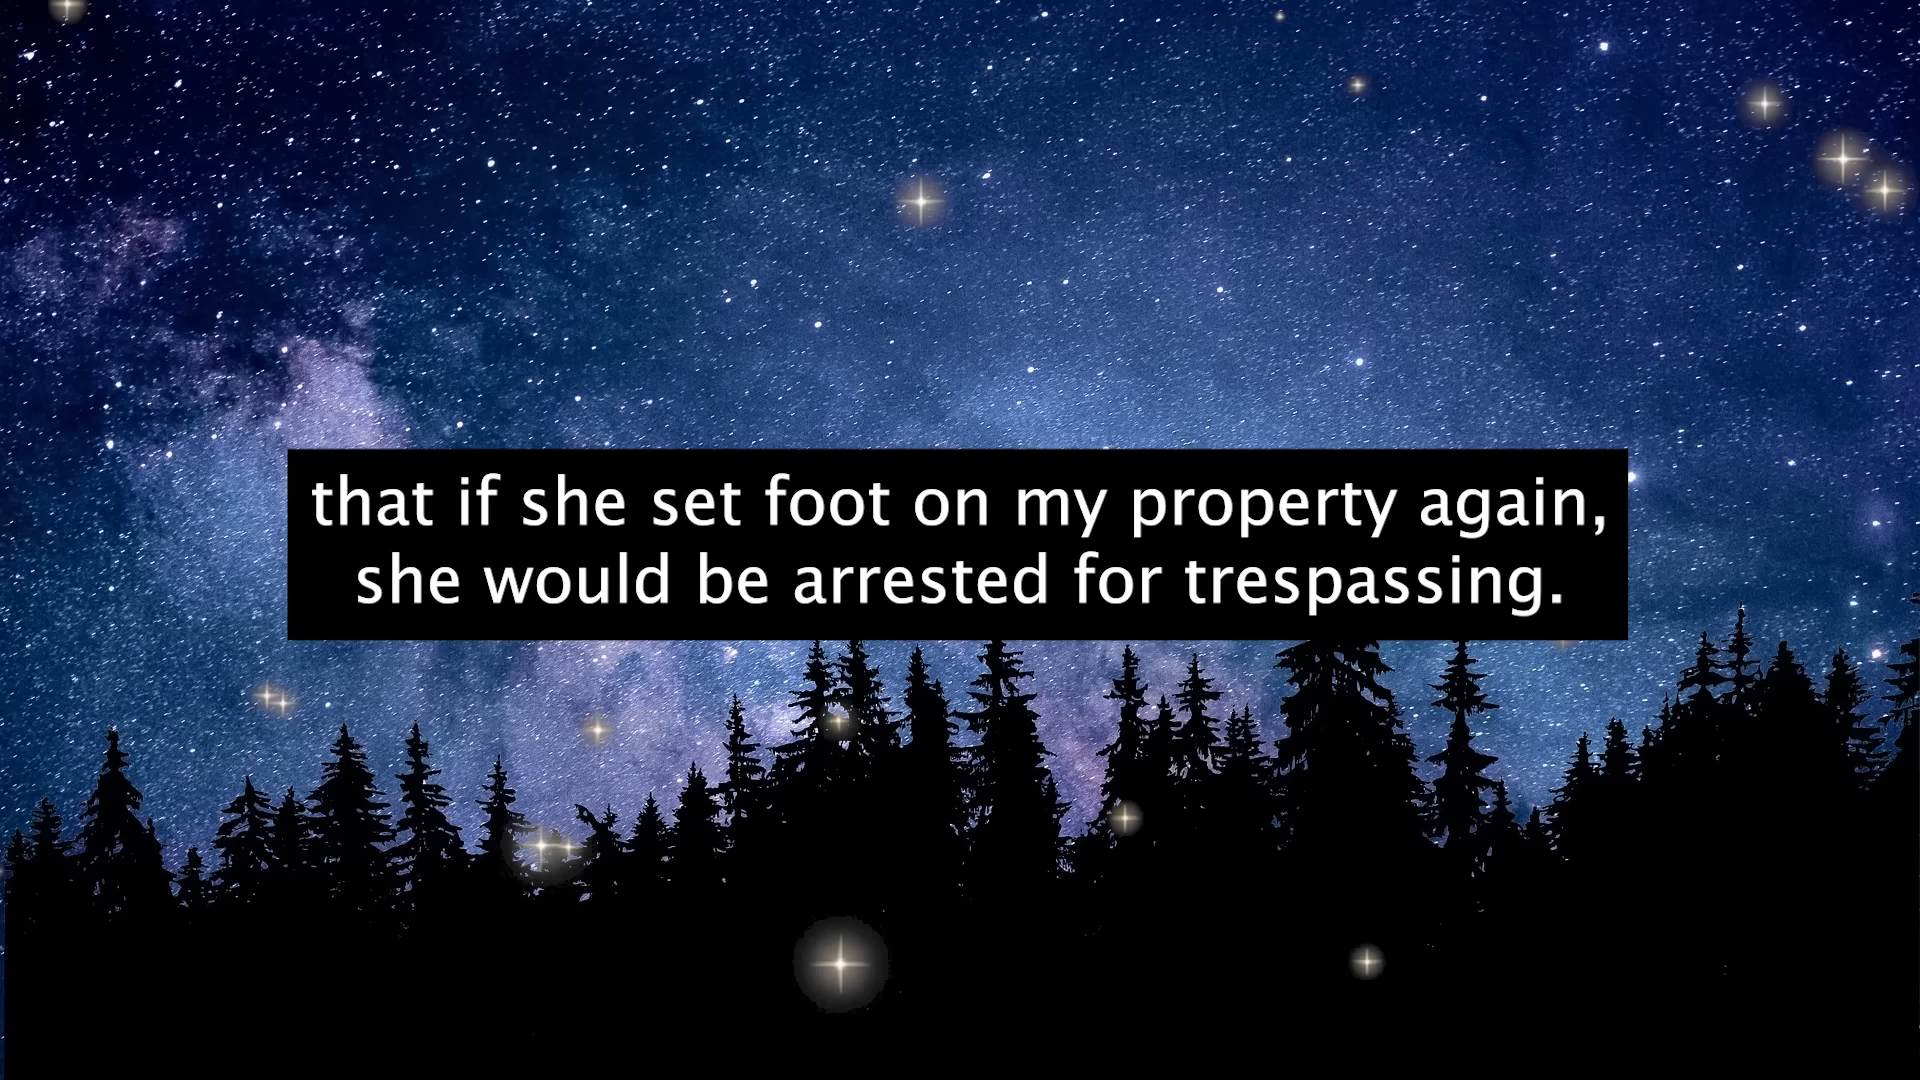 that if she set foot on my property again,
she would be arrested for trespassing.